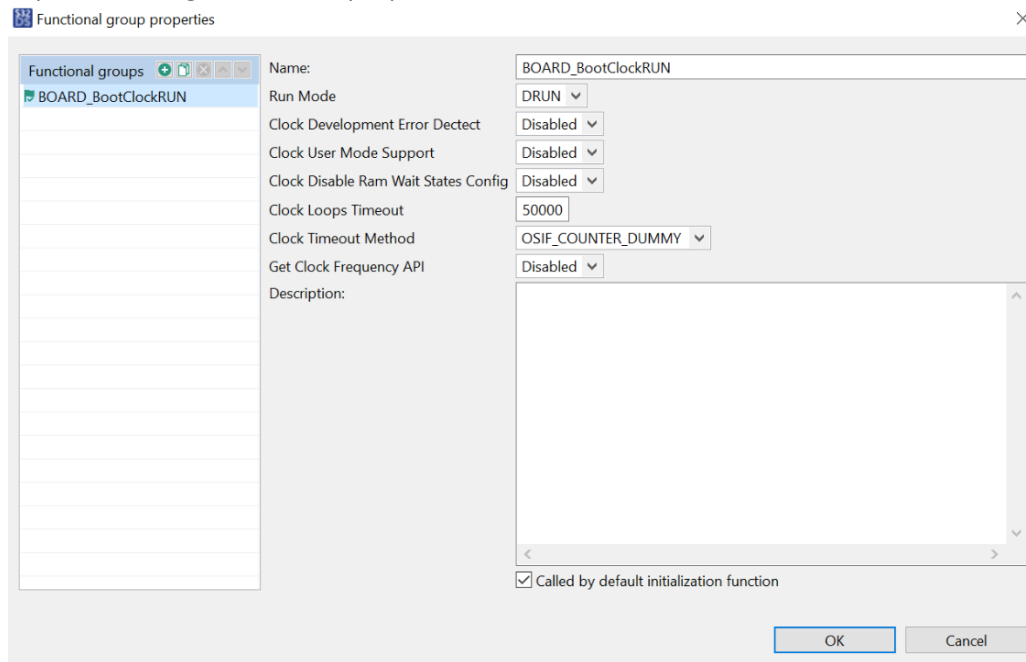 Functional group properties
Functional groups
BOARD_BootClockRUN
Name: BOARD_BootClockRUN
Run Mode DRUN
Clock Development Error Dectect Disabled
Clock User Mode Support Disabled
Clock Disable Ram Wait States Config Disabled
Clock Loops Timeout 50000
Clock Timeout Method OSIF_COUNTER_DUMMY
Get Clock Frequency API Disabled
Description:
Called by default initialization function
OK Cancel